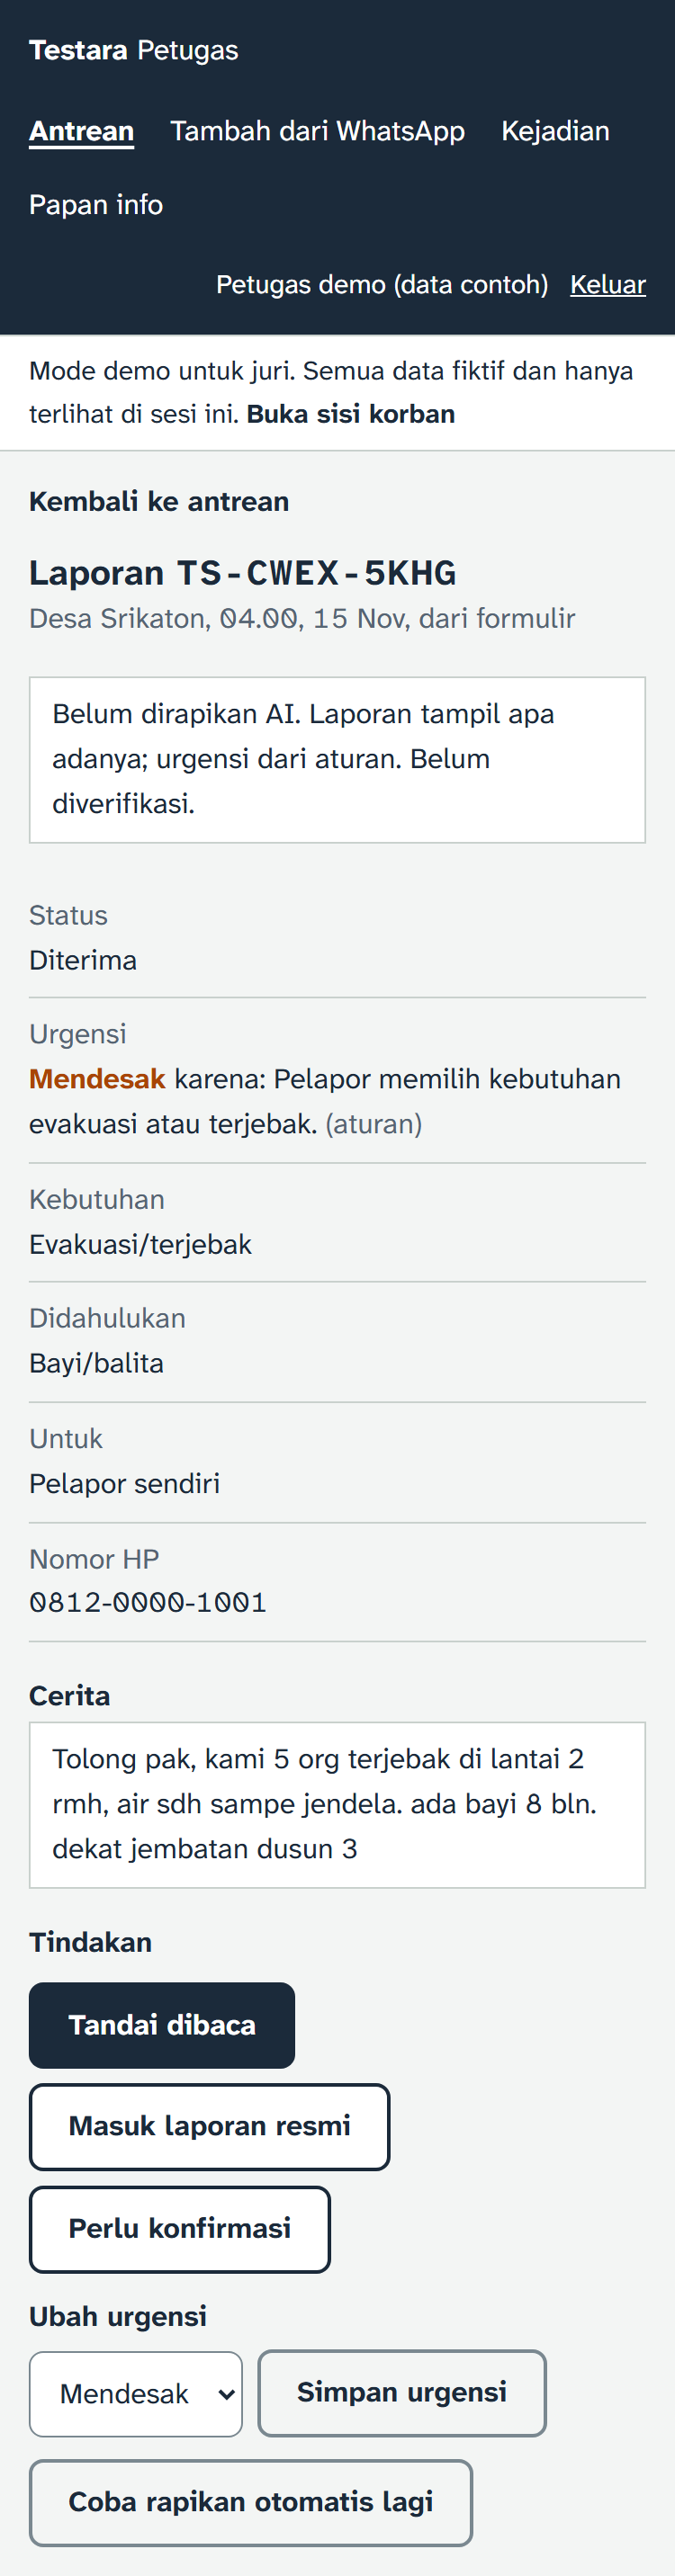 Testara Petugas
Antrean Tambah dari WhatsApp Kejadian
Papan info
Petugas demo (data contoh) Keluar
Mode demo untuk juri. Semua data fiktif dan hanya
terlihat di sesi ini. Buka sisi korban
Kembali ke antrean
Laporan TS-CWEX-5KHG
Desa Srikaton, 04.00, 15 Nov, dari formulir
Belum dirapikan AI. Laporan tampil apa
adanya; urgensi dari aturan. Belum
diverifikasi.
Status
Diterima
Urgensi
Mendesak karena: Pelapor memilih kebutuhan
evakuasi atau terjebak. (aturan)
Kebutuhan
Evakuasi/terjebak
Didahulukan
Bayi/balita
Untuk
Pelapor sendiri
Nomor HP
0812-0000-1001
Cerita
Tolong pak, kami 5 org terjebak di lantai 2
rmh, air sdh sampe jendela. ada bayi 8 bln.
dekat jembatan dusun 3
Tindakan
Tandai dibaca
Masuk laporan resmi
Perlu konfirmasi
Ubah urgensi
Mendesak Simpan urgensi
Coba rapikan otomatis lagi